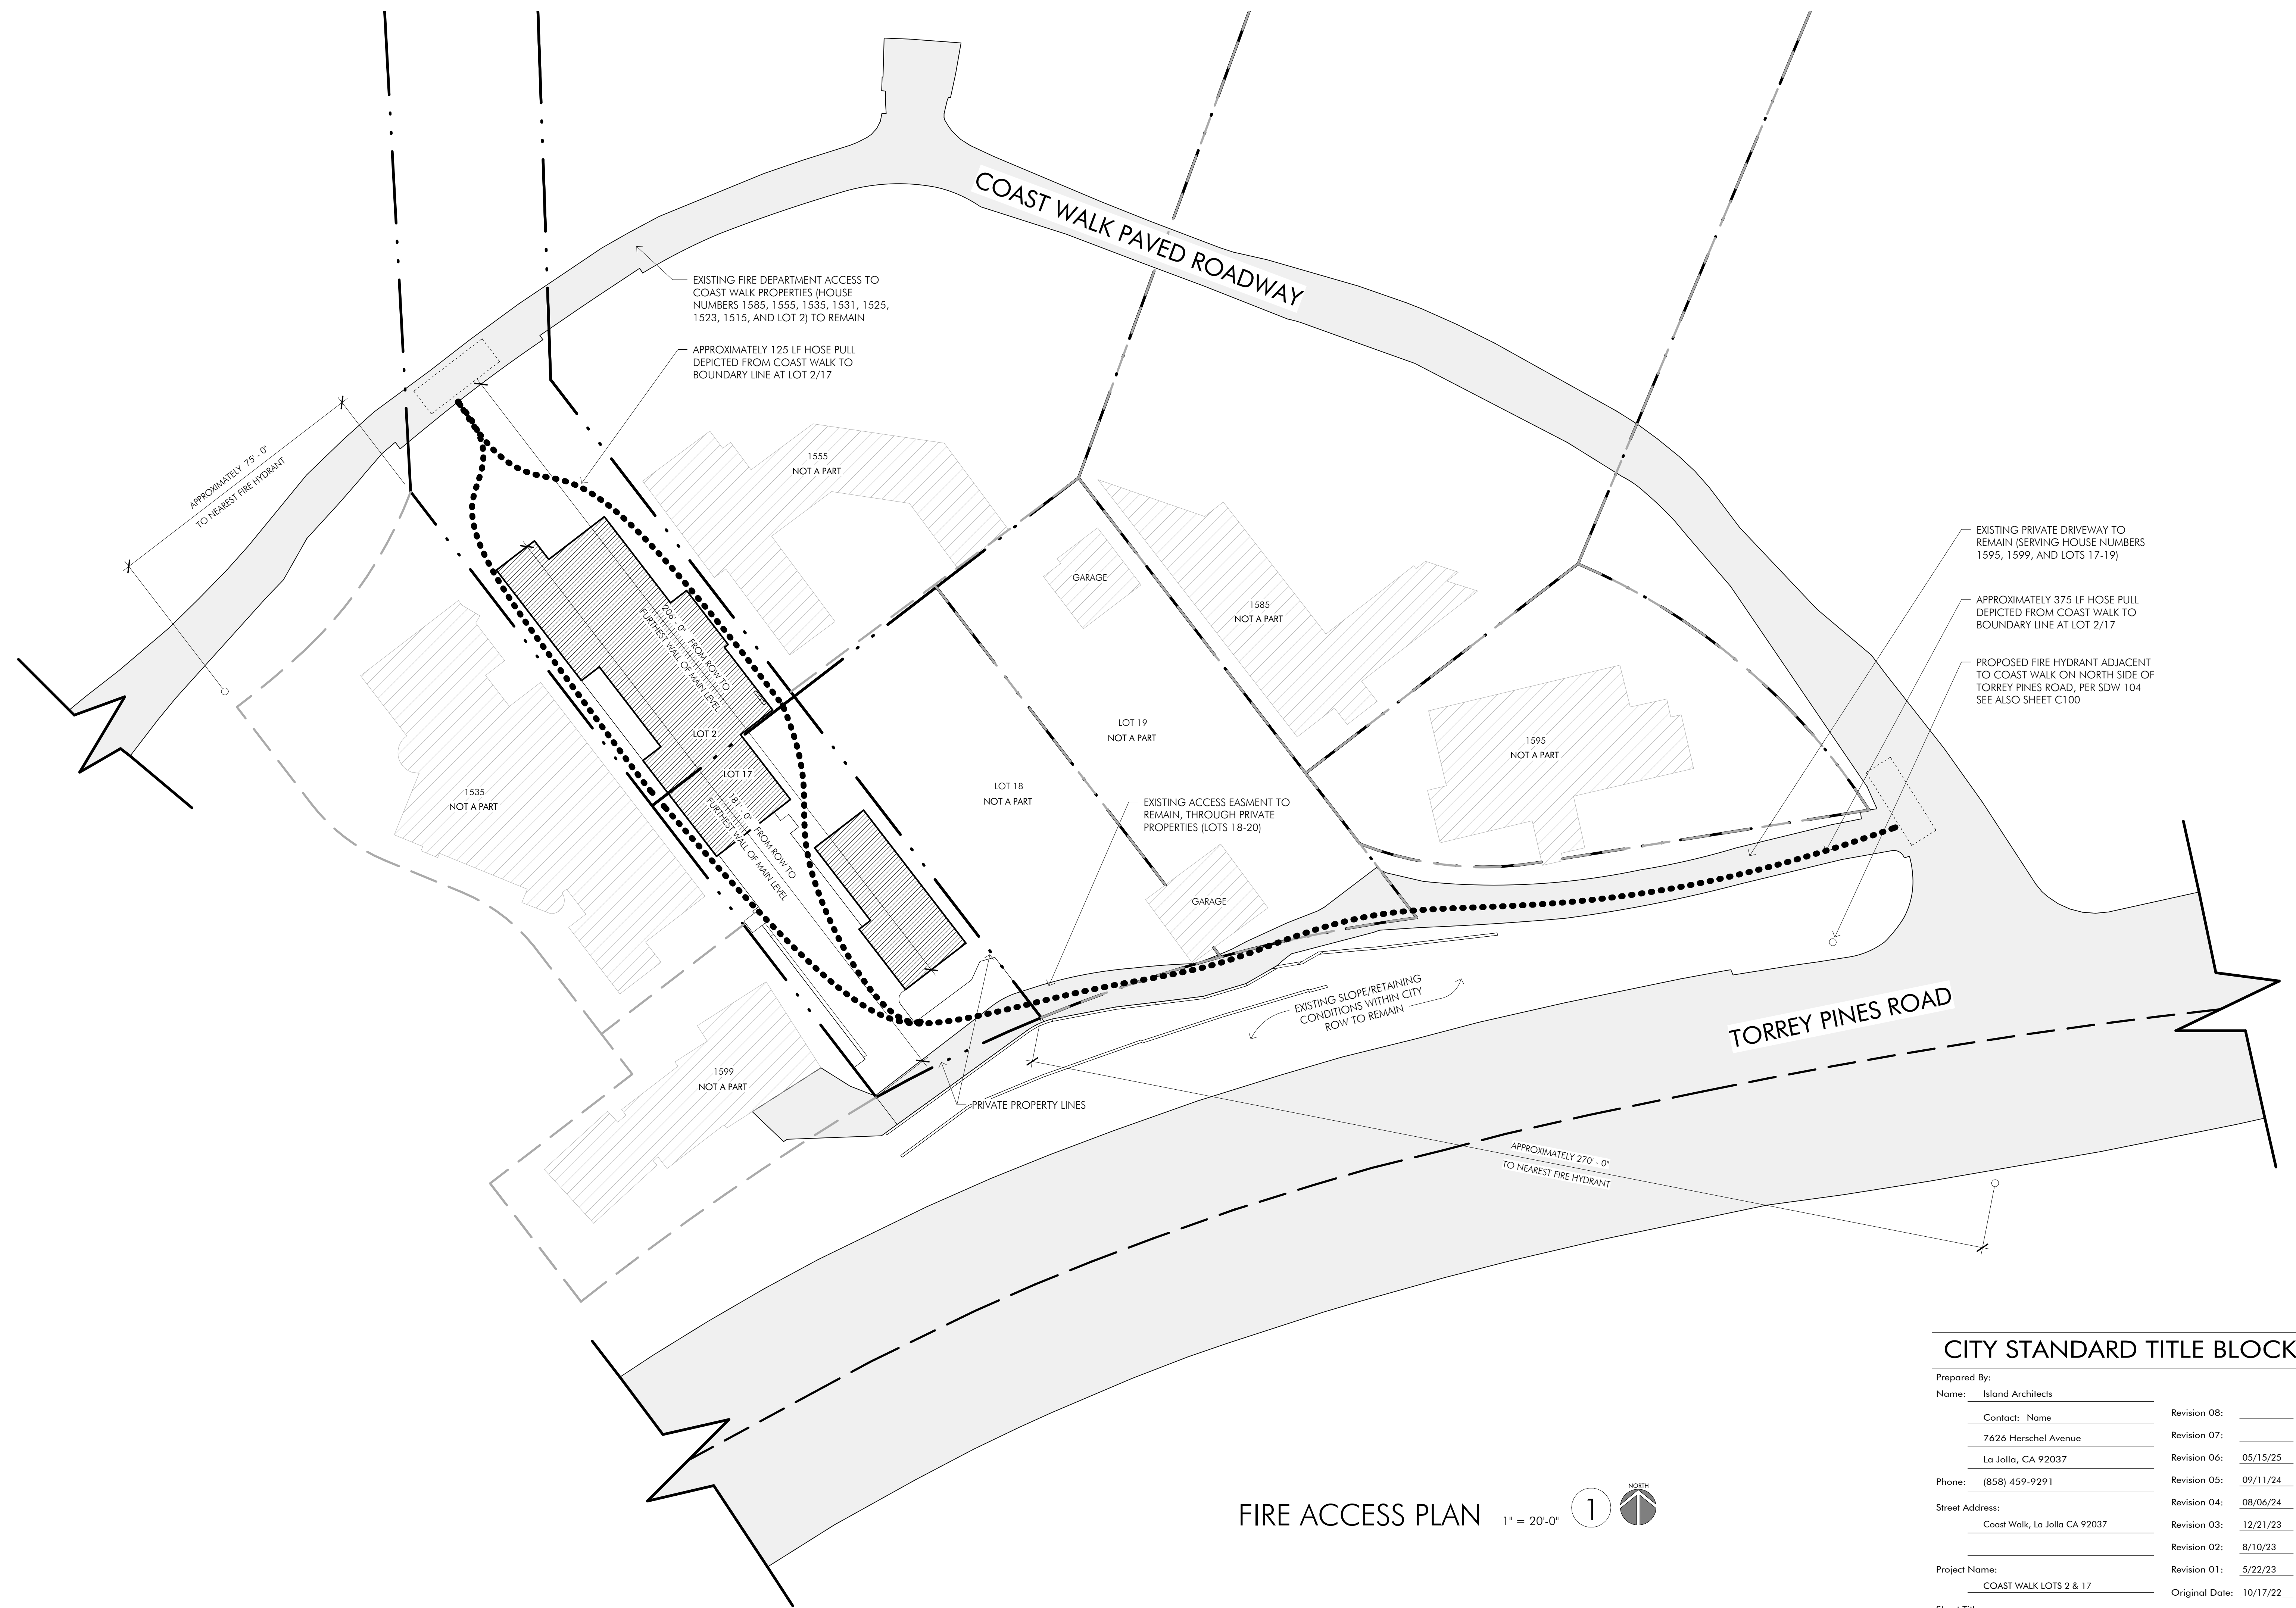 COAST WALK PAVED ROADWAY
EXISTING FIRE DEPARTMENT ACCESS TO
COAST WALK PROPERTIES (HOUSE
NUMBERS 1585, 1555, 1535, 1531, 1525,
1523, 1515, AND LOT 2) TO REMAIN
APPROXIMATELY 125 LF HOSE PULL
DEPICTED FROM COAST WALK TO
BOUNDARY LINE AT LOT 2/17
APPROXIMATELY 75' - 0"
TO NEAREST FIRE HYDRANT
1555
NOT A PART
GARAGE
1585
NOT A PART
EXISTING PRIVATE DRIVEWAY TO
REMAIN (SERVING HOUSE NUMBERS
1595, 1599, AND LOTS 17-19)
APPROXIMATELY 375 LF HOSE PULL
DEPICTED FROM COAST WALK TO
BOUNDARY LINE AT LOT 2/17
PROPOSED FIRE HYDRANT ADJACENT
TO COAST WALK ON NORTH SIDE OF
TORREY PINES ROAD, PER SDW 104
SEE ALSO SHEET C100
206' - 0" FROM ROW TO
FURTHEST WALL OF MAIN LEVEL
LOT 2
LOT 17
181' - 0" FROM ROW TO
FURTHEST WALL OF MAIN LEVEL
LOT 19
NOT A PART
LOT 18
NOT A PART
1595
NOT A PART
1535
NOT A PART
EXISTING ACCESS EASMENT TO
REMAIN, THROUGH PRIVATE
PROPERTIES (LOTS 18-20)
GARAGE
EXISTING SLOPE/RETAINING
CONDITIONS WITHIN CITY
ROW TO REMAIN
TORREY PINES ROAD
1599
NOT A PART
PRIVATE PROPERTY LINES
APPROXIMATELY 270' - 0"
TO NEAREST FIRE HYDRANT
FIRE ACCESS PLAN 1" = 20'-0" 1
NORTH
CITY STANDARD TITLE BLOCK
Prepared By:
Name: Island Architects
Contact: Name
7626 Herschel Avenue
La Jolla, CA 92037
Phone: (858) 459-9291
Street Address:
Coast Walk, La Jolla CA 92037
Project Name:
COAST WALK LOTS 2 & 17
Revision 08:
Revision 07:
Revision 06: 05/15/25
Revision 05: 09/11/24
Revision 04: 08/06/24
Revision 03: 12/21/23
Revision 02: 8/10/23
Revision 01: 5/22/23
Original Date: 10/17/22